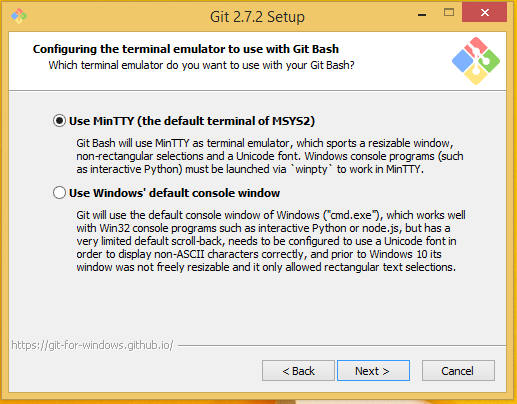 Git 2.7.2 Setup
Configuring the terminal emulator to use with Git Bash
Which terminal emulator do you want to use with your Git Bash?
Use MinTTY (the default terminal of MSYS2)
Git Bash will use MinTTY as terminal emulator, which sports a resizable window,
non-rectangular selections and a Unicode font. Windows console programs (such
as interactive Python) must be launched via `winpty` to work in MinTTY.
Use Windows' default console window
Git will use the default console window of Windows ("cmd.exe"), which works well
with Win32 console programs such as interactive Python or node.js, but has a
very limited default scroll-back, needs to be configured to use a Unicode font in
order to display non-ASCII characters correctly, and prior to Windows 10 its
window was not freely resizable and it only allowed rectangular text selections.
https://git-for-windows.github.io/
< Back Next > Cancel